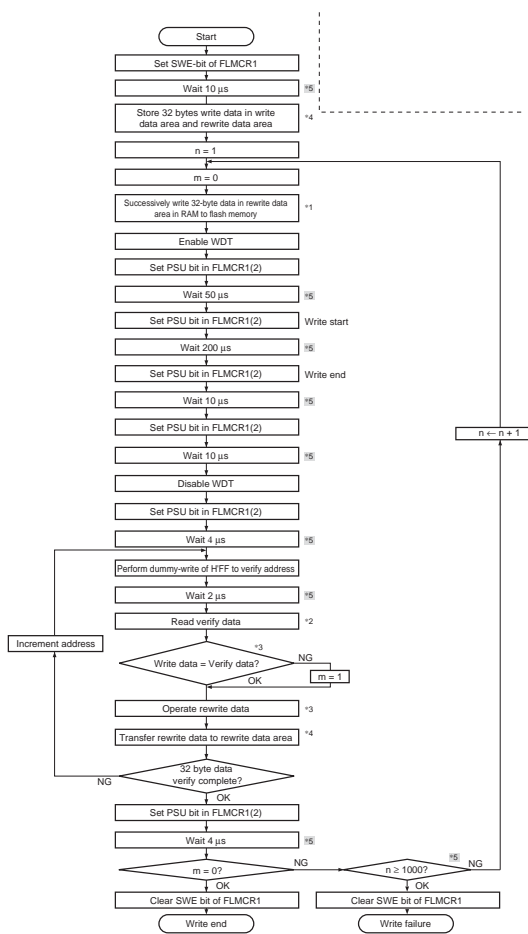 Start
Set SWE-bit of FLMCR1
Wait 10 μs *5
Store 32 bytes write data in write
data area and rewrite data area *4
n = 1
m = 0
Successively write 32-byte data in rewrite data
area in RAM to flash memory *1
Enable WDT
Set PSU bit in FLMCR1(2)
Wait 50 μs *5
Set PSU bit in FLMCR1(2) Write start
Wait 200 μs *5
Set PSU bit in FLMCR1(2) Write end
Wait 10 μs *5
Set PSU bit in FLMCR1(2)
n ← n + 1
Wait 10 μs *5
Disable WDT
Set PSU bit in FLMCR1(2)
Wait 4 μs *5
Perform dummy-write of H'FF to verify address
Wait 2 μs *5
Read verify data *2
Increment address
*3
Write data = Verify data? NG
m = 1
OK
Operate rewrite data *3
Transfer rewrite data to rewrite data area *4
32 byte data
verify complete?
NG
OK
Set PSU bit in FLMCR1(2)
Wait 4 μs *5
m = 0? NG
*5
n ≥ 1000? NG
OK
OK
Clear SWE bit of FLMCR1
Clear SWE bit of FLMCR1
Write end
Write failure